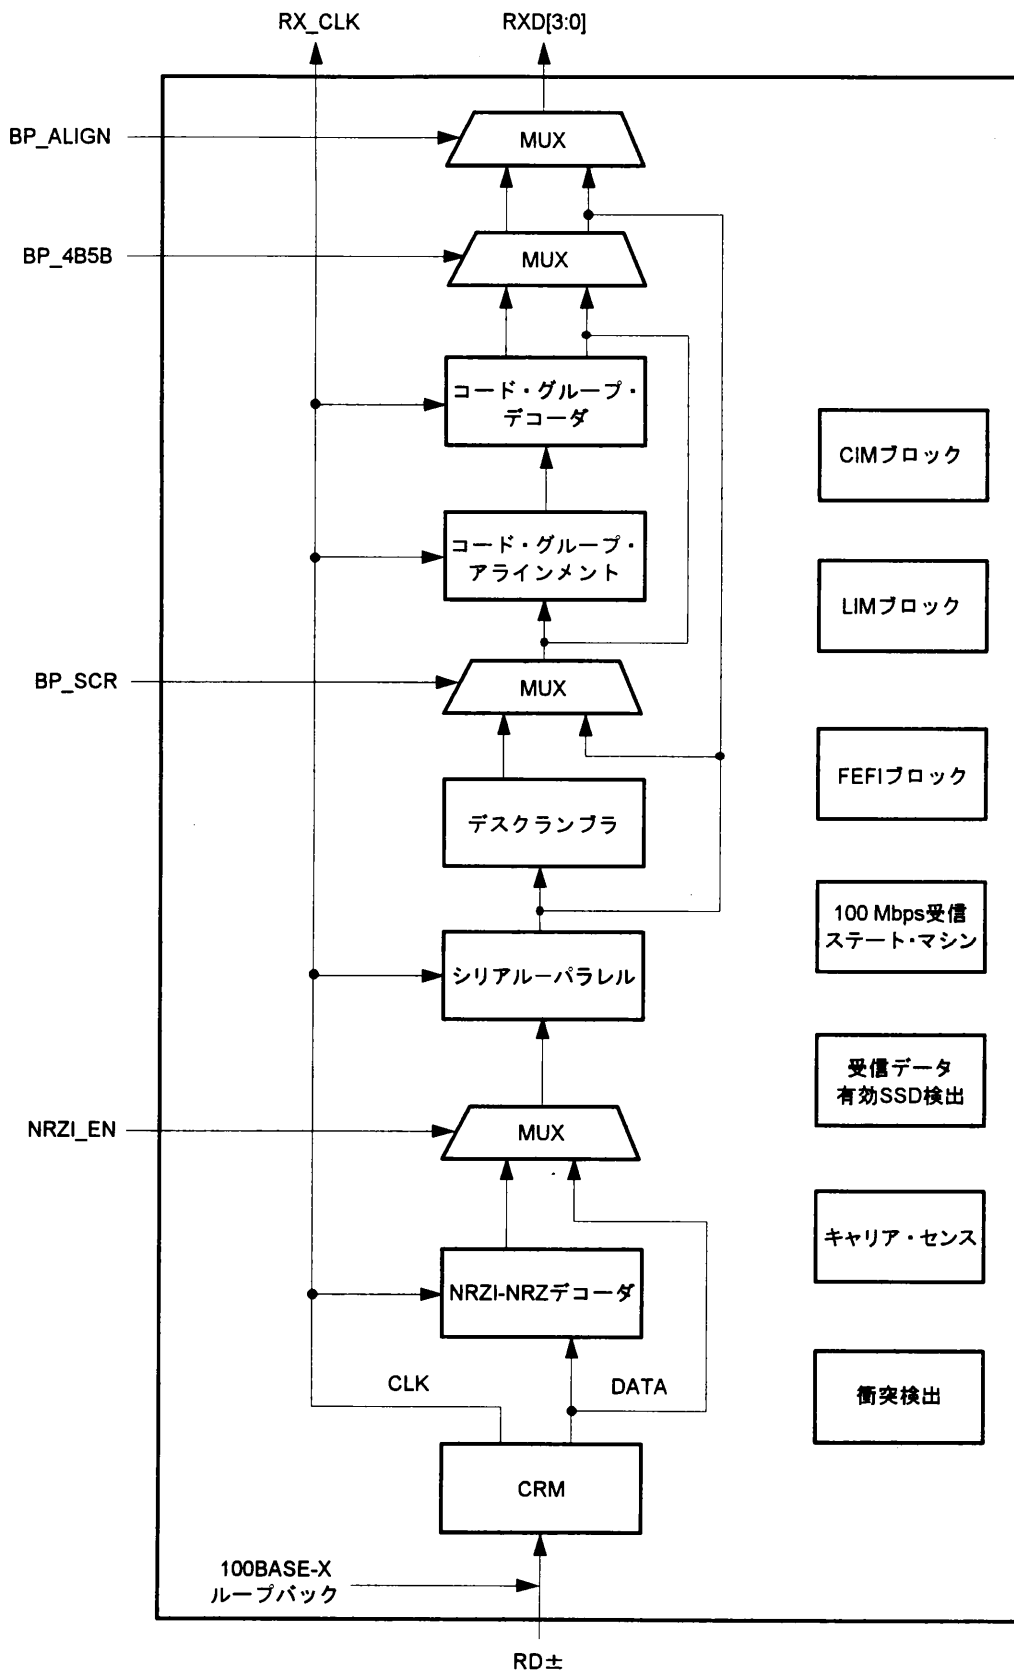 RX_CLK
RXD[3:0]
BP_ALIGN
MUX
BP_4B5B
MUX
コード・グループ・
デコーダ
CIMブロック
コード・グループ・
アラインメント
LIMブロック
BP_SCR
MUX
FEFIブロック
デスクランブラ
100 Mbps受信
ステート・マシン
シリアルーパラレル
受信データ
有効SSD検出
NRZI_EN
MUX
キャリア・センス
NRZI-NRZデコーダ
CLK
DATA
衝突検出
CRM
100BASE-X
ループバック
RD±